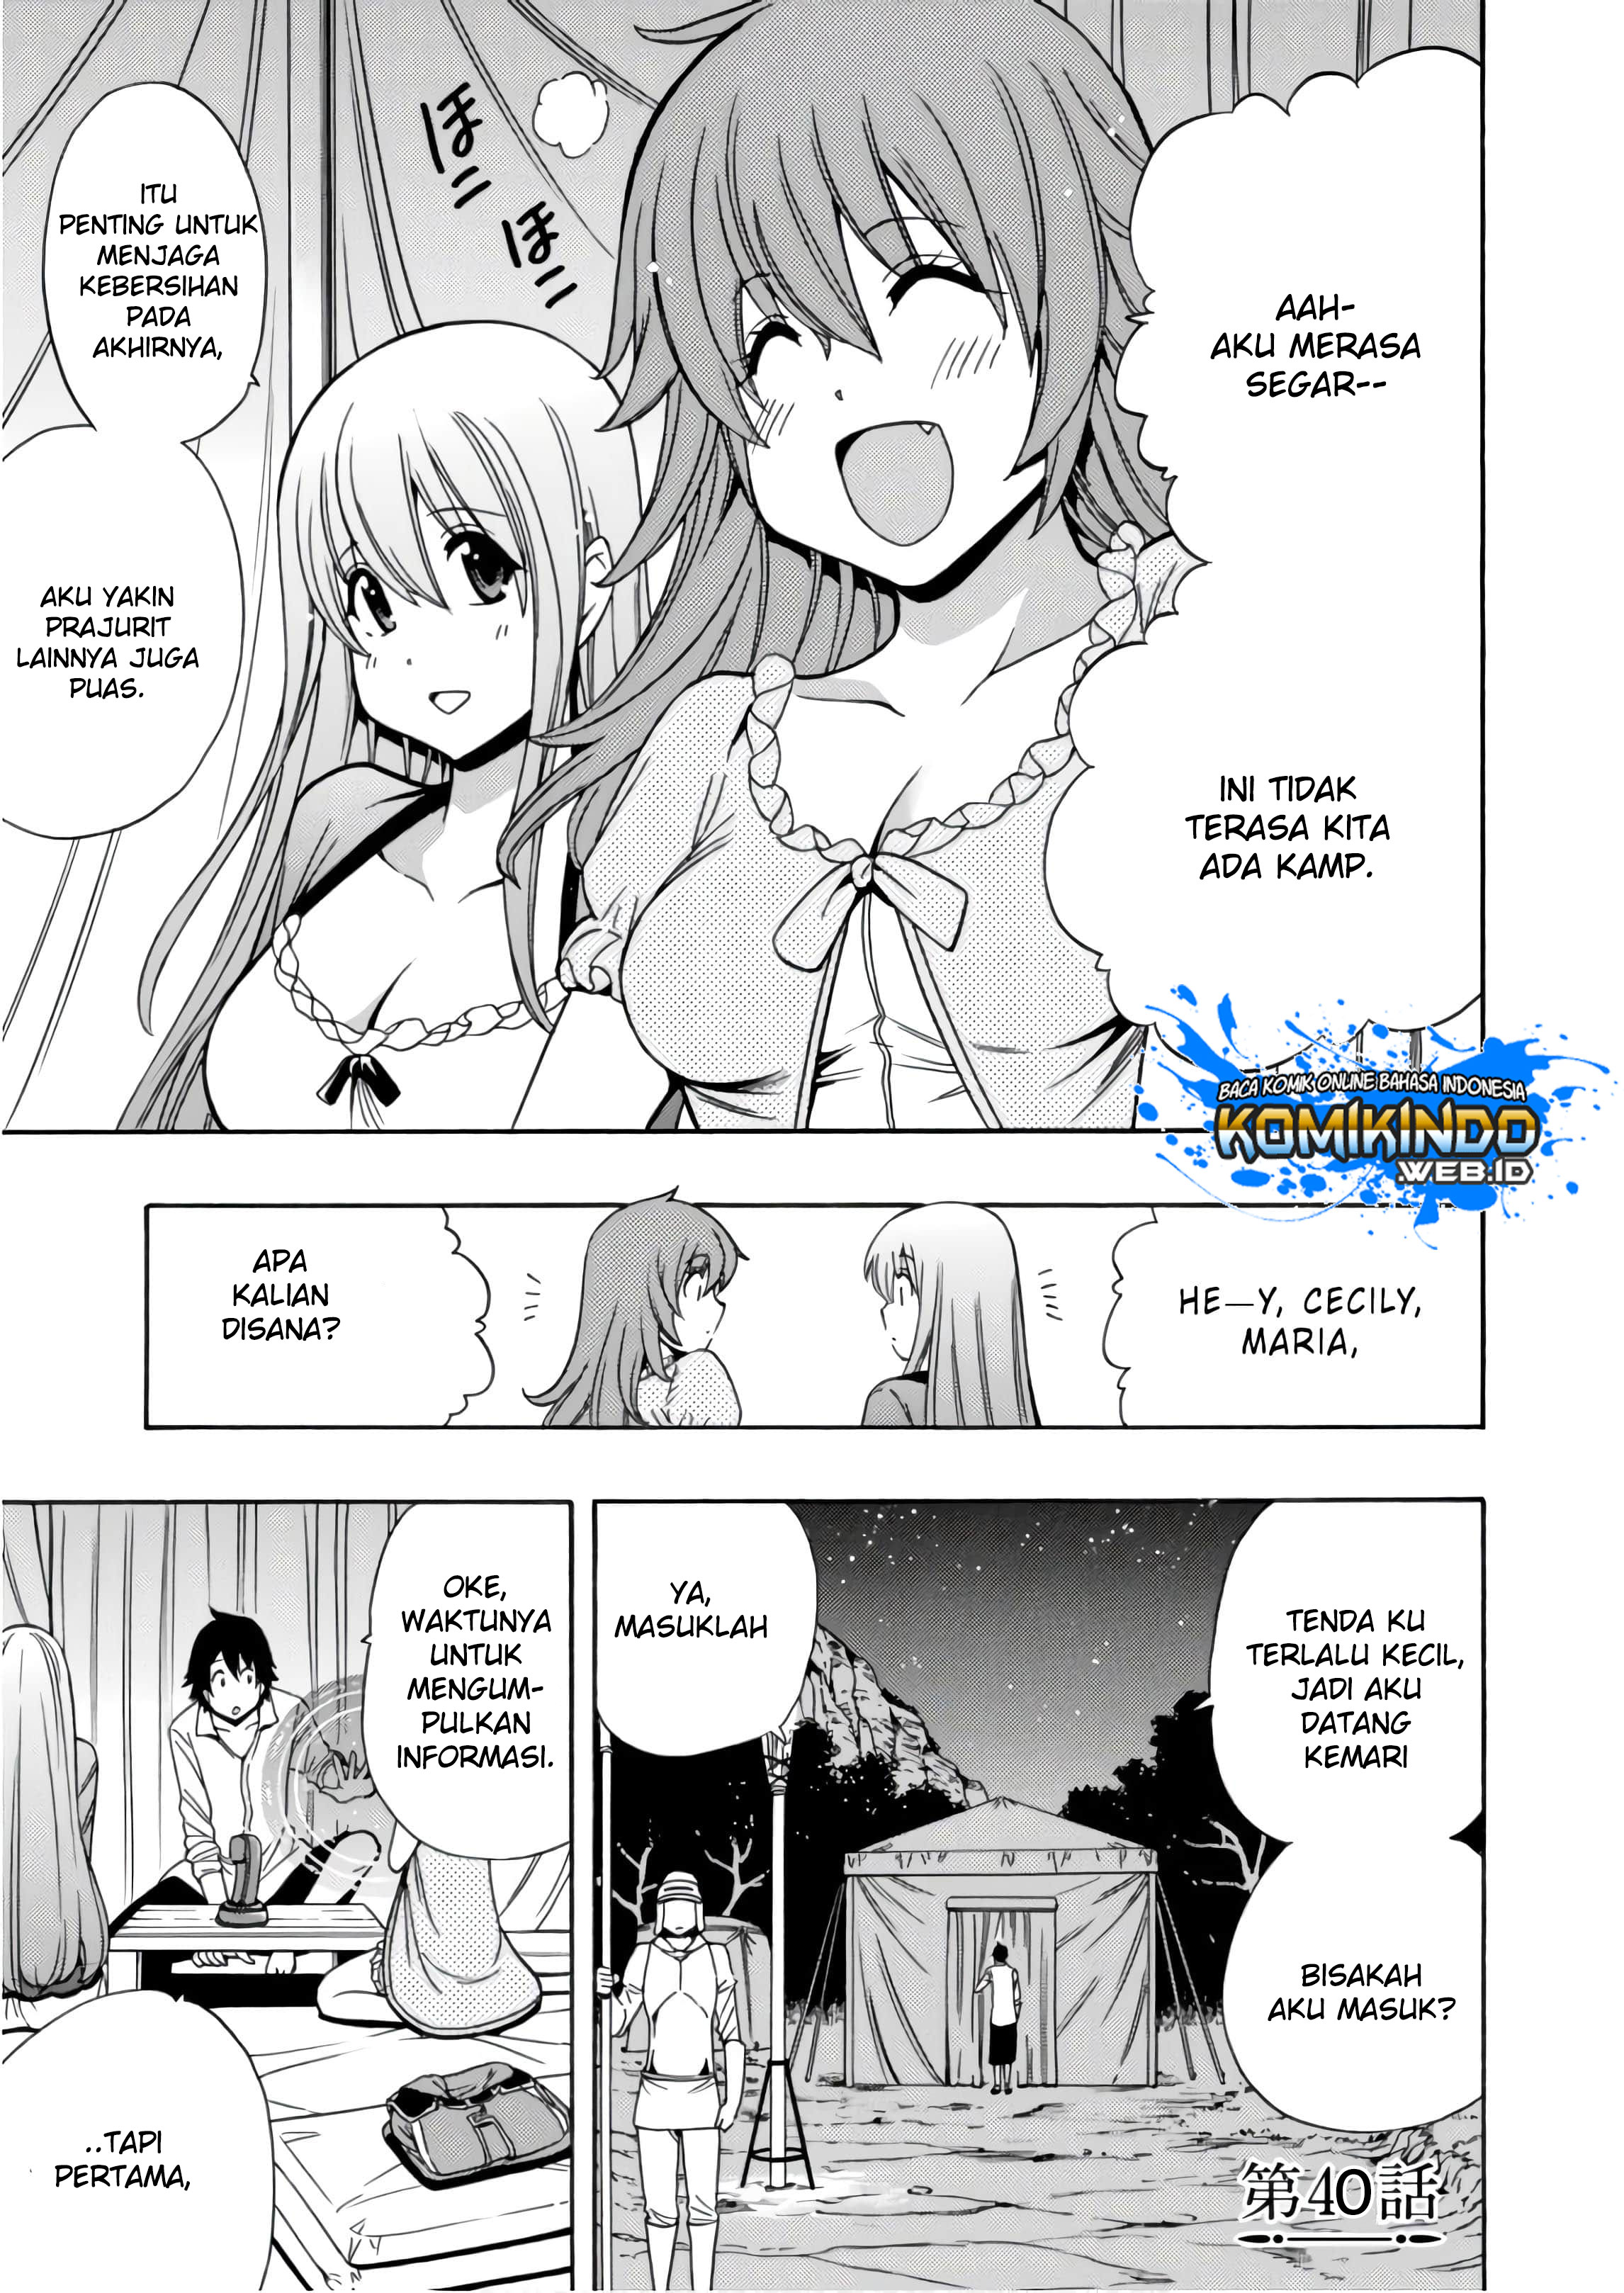 AAH-
AKU MERASA
SEGAR--
INI TIDAK
TERASA KITA
ADA KAMP.
ほこ
ほこ
ITU
PENTING UNTUK
MENJAGA
KEBERSIHAN
PADA
AKHIRNYA,
AKU YAKIN
PRAJURIT
LAINNYA JUGA
PUAS.
BACA KOMIK ONLINE BAHASA INDONESIA
KOMIKINDO
.WEB.ID
HE—Y, CECILY,
MARIA,
APA
KALIAN
DISANA?
TENDA KU
TERLALU KECIL,
JADI AKU
DATANG
KEMARI
BISAKAH
AKU MASUK?
YA,
MASUKLAH
第40話
OKE,
WAKTUNYA
UNTUK
MENGUM-
PULKAN
INFORMASI.
..TAPI
PERTAMA,